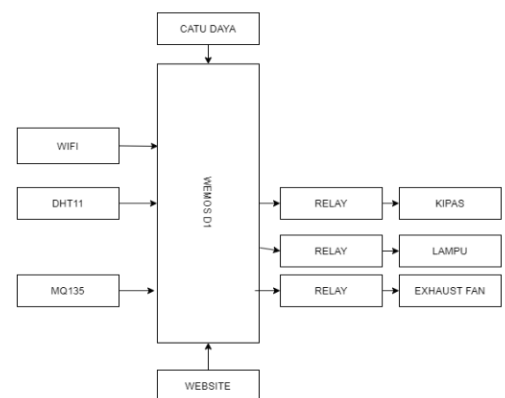 CATU DAYA
WIFI
DHT11
MQ135
WEMOS D1
RELAY
KIPAS
RELAY
LAMPU
RELAY
EXHAUST FAN
WEBSITE